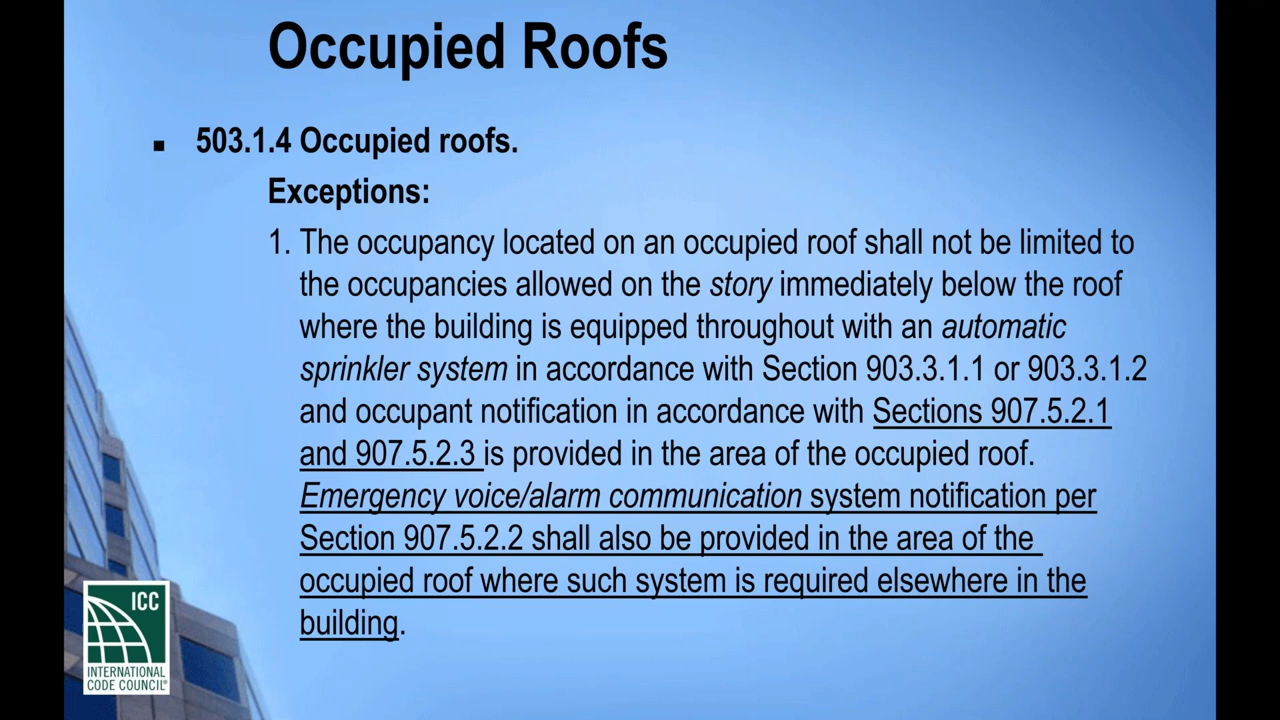 Occupied Roofs
▪ 503.1.4 Occupied roofs.
Exceptions:
1. The occupancy located on an occupied roof shall not be limited to
the occupancies allowed on the story immediately below the roof
where the building is equipped throughout with an automatic
sprinkler system in accordance with Section 903.3.1.1 or 903.3.1.2
and occupant notification in accordance with Sections 907.5.2.1
and 907.5.2.3 is provided in the area of the occupied roof.
Emergency voice/alarm communication system notification per
Section 907.5.2.2 shall also be provided in the area of the
occupied roof where such system is required elsewhere in the
building.
ICC
INTERNATIONAL
CODE COUNCIL®